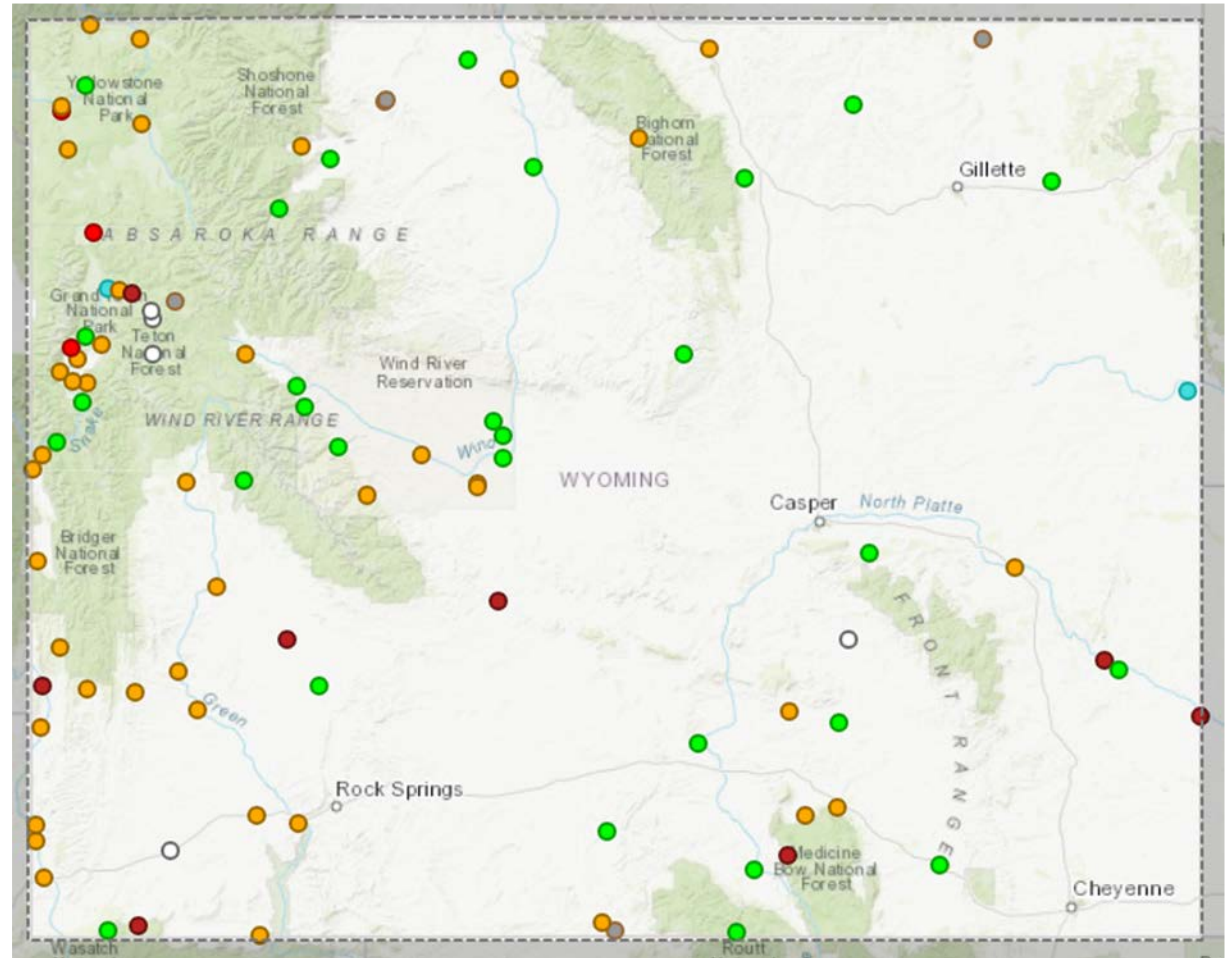 Yellowstone
National
Park
Shoshone
National
Forest
Bighorn
National
Forest
Gillette
ABSAROKA RANGE
Grand Teton
National
Park
Teton
National
Forest
Wind River
Reservation
WIND RIVER RANGE
Snake
Wind
WYOMING
Casper
North Platte
Bridger
National
Forest
FRONT RANGE
Green
Rock Springs
Medicine
Bow National
Forest
Cheyenne
Wasatch
Routt